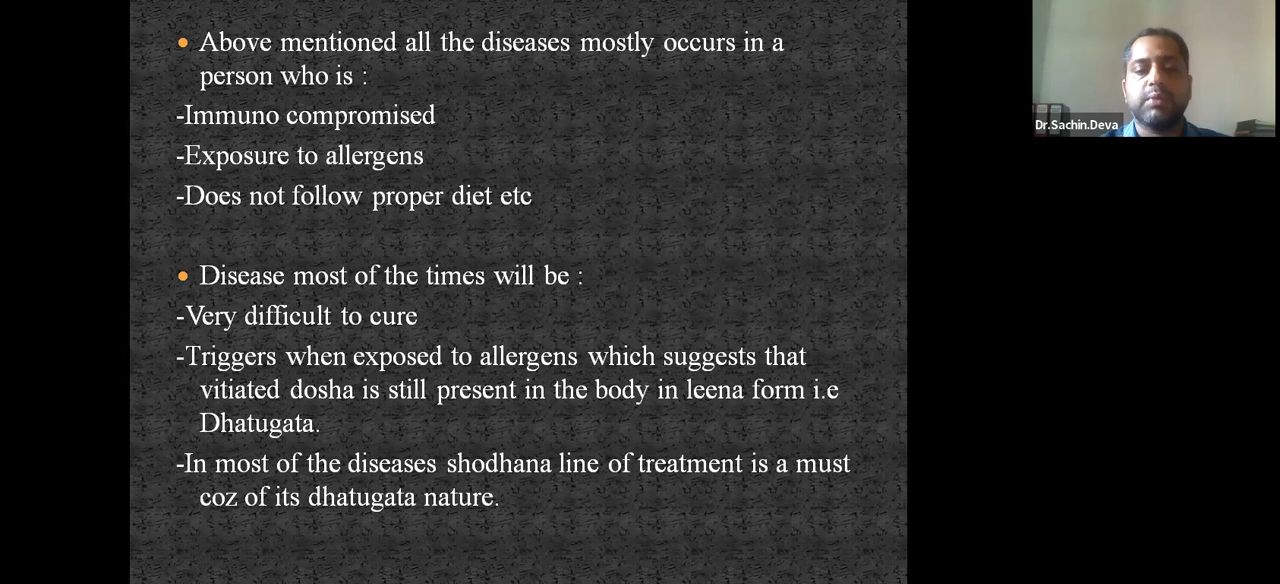 • Above mentioned all the diseases mostly occurs in a
person who is :
-Immuno compromised
-Exposure to allergens
-Does not follow proper diet etc
• Disease most of the times will be :
-Very difficult to cure
-Triggers when exposed to allergens which suggests that
vitiated dosha is still present in the body in leena form i.e
Dhatugata.
-In most of the diseases shodhana line of treatment is a must
coz of its dhatugata nature.
Dr.Sachin.Deva